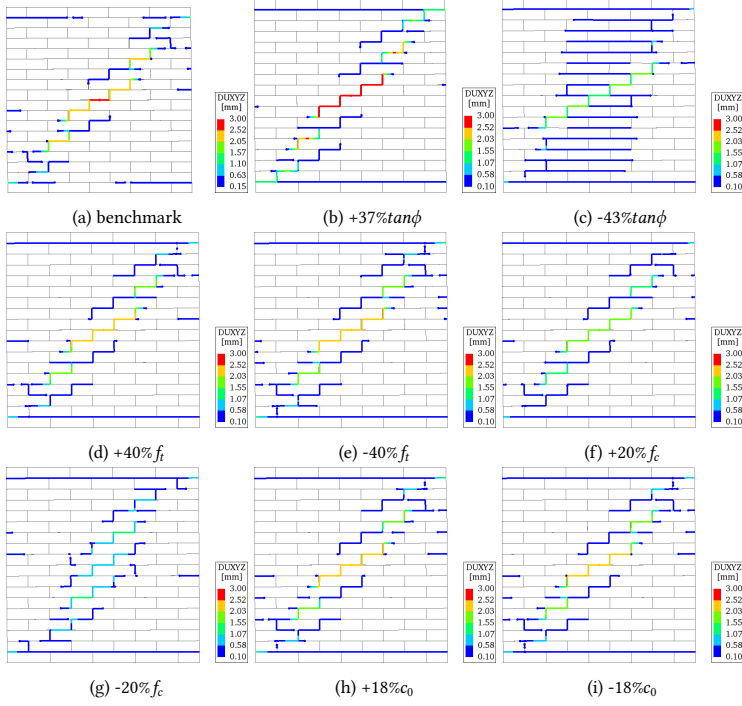 DUXYZ
[mm]
3.00
2.52
2.05
1.57
1.10
0.63
0.15
DUXYZ
[mm]
3.00
2.52
2.03
1.55
1.07
0.58
0.10
DUXYZ
[mm]
3.00
2.52
2.03
1.55
1.07
0.58
0.10
(a) benchmark
(b) +37%tanϕ
(c) -43%tanϕ
DUXYZ
[mm]
3.00
2.52
2.03
1.55
1.07
0.58
0.10
DUXYZ
[mm]
3.00
2.52
2.03
1.55
1.07
0.58
0.10
DUXYZ
[mm]
3.00
2.52
2.03
1.55
1.07
0.58
0.10
(d) +40%fₜ
(e) -40%fₜ
(f) +20%f_c
DUXYZ
[mm]
3.00
2.52
2.03
1.55
1.07
0.58
0.10
DUXYZ
[mm]
3.00
2.52
2.03
1.55
1.07
0.58
0.10
DUXYZ
[mm]
3.00
2.52
2.03
1.55
1.07
0.58
0.10
(g) -20%f_c
(h) +18%c₀
(i) -18%c₀